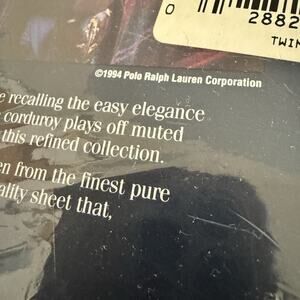 0
2882
TWIN
©1994 Polo Ralph Lauren Corporation
e recalling the easy elegance
corduroy plays off muted
this refined collection.
en from the finest pure
ality sheet that,